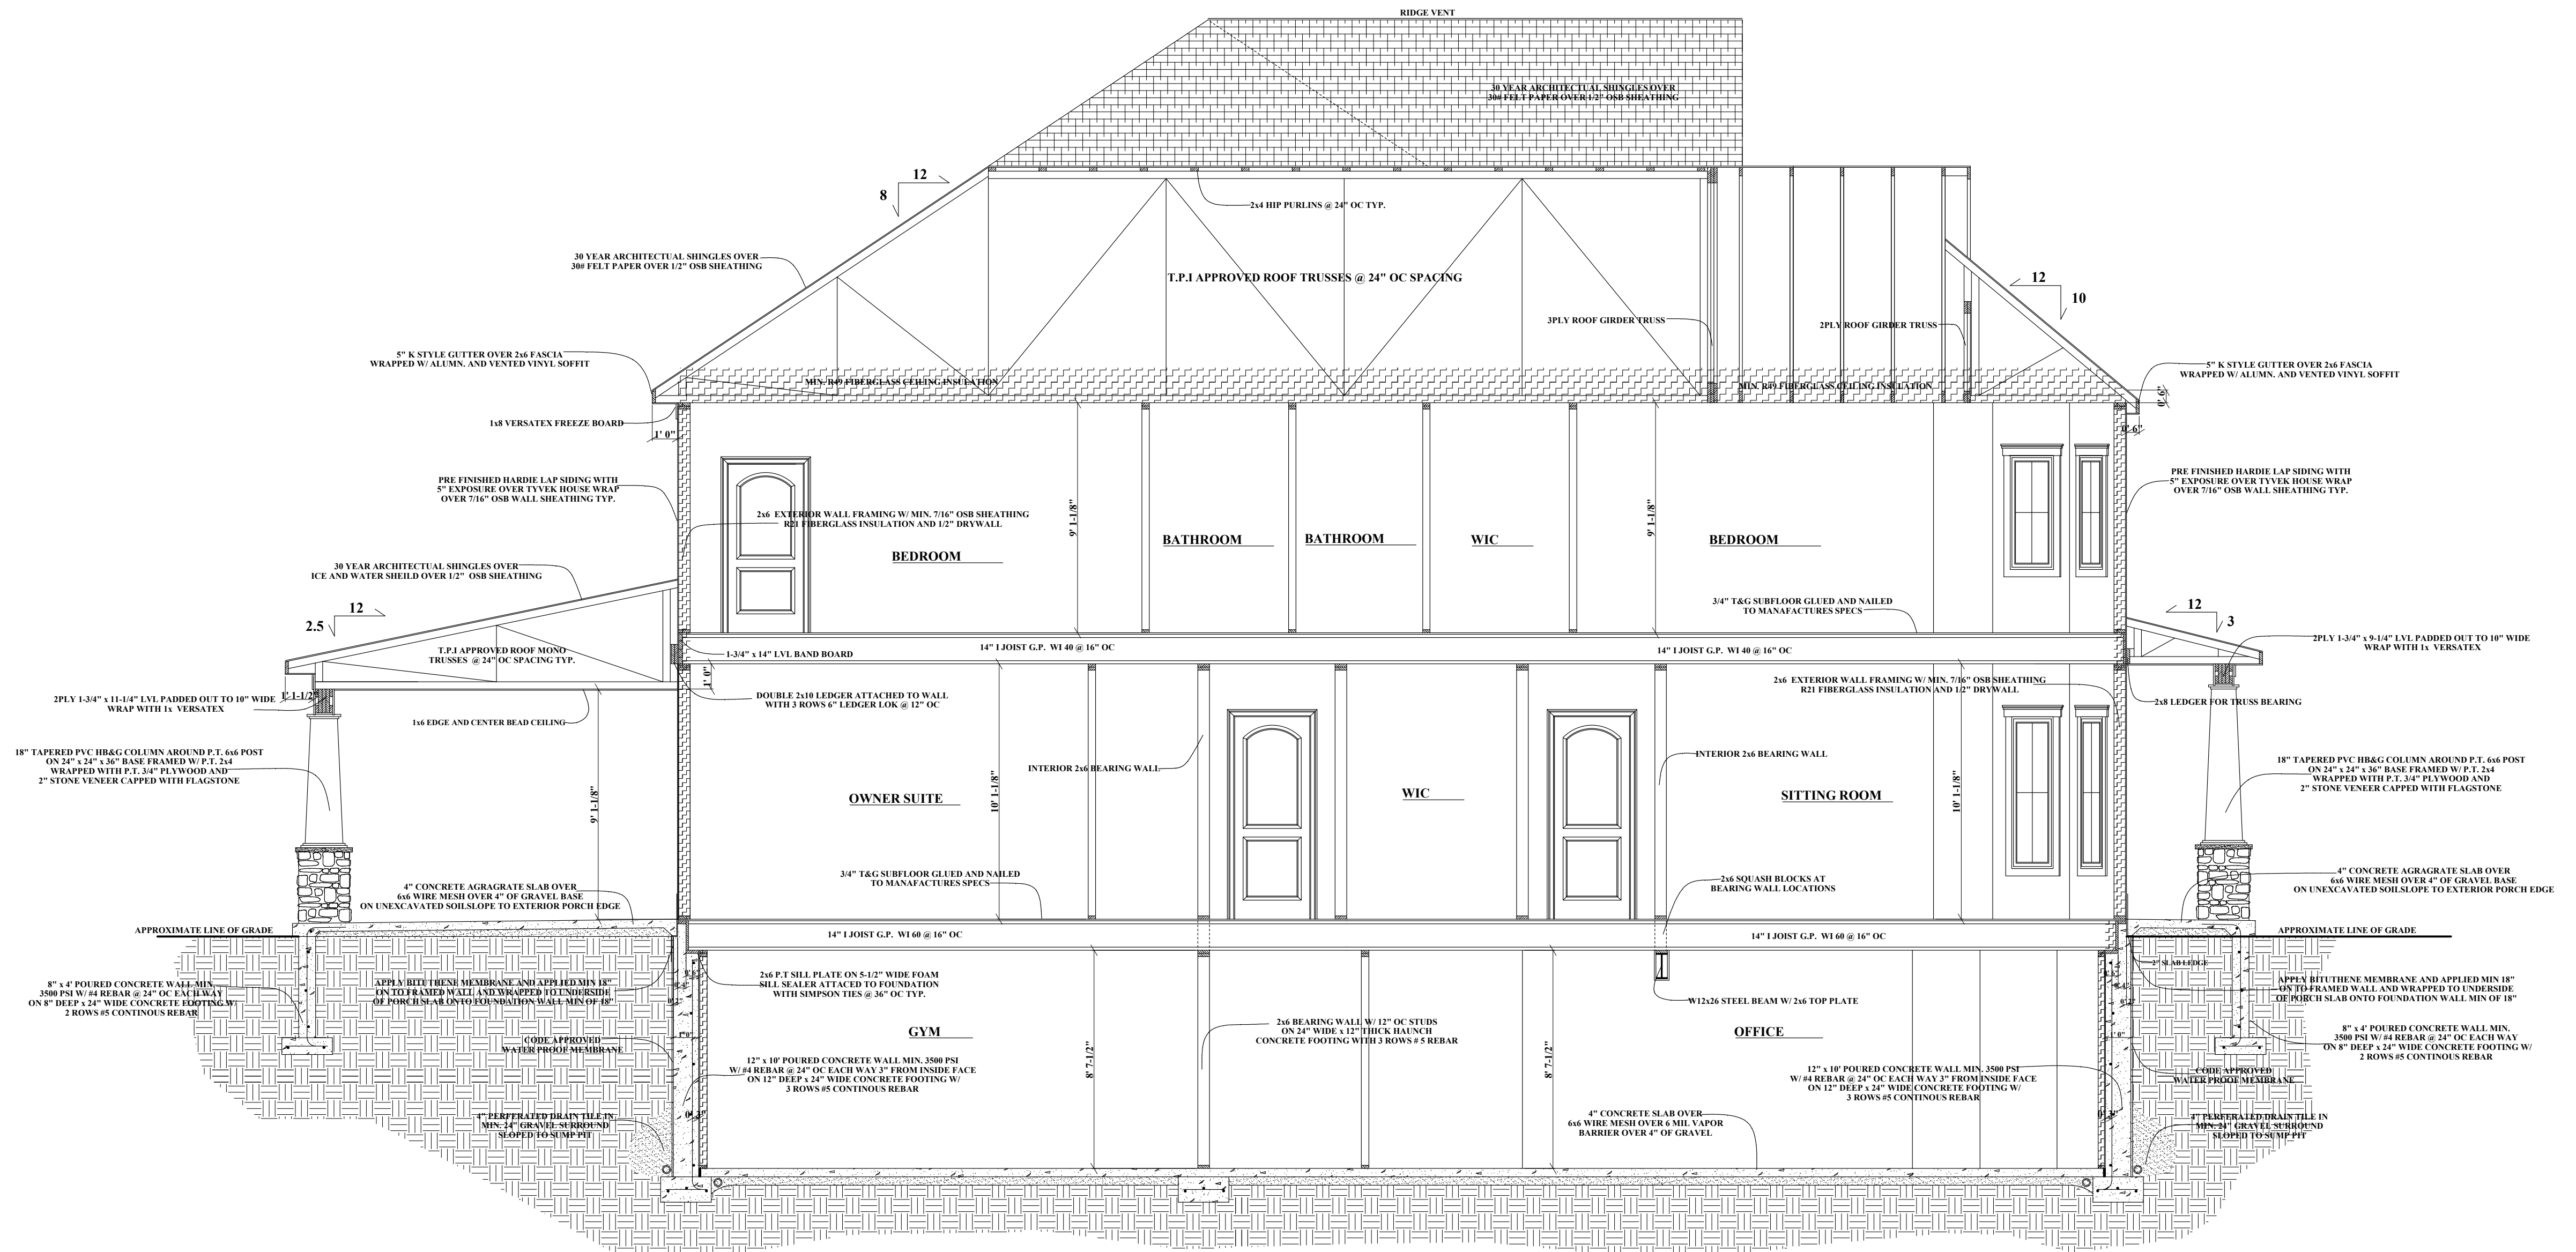 RIDGE VENT
30 YEAR ARCHITECTUAL SHINGLES OVER
30# FELT PAPER OVER 1/2" OSB SHEATHING
12
8
2x4 HIP PURLINS @ 24" OC TYP.
30 YEAR ARCHITECTUAL SHINGLES OVER
30# FELT PAPER OVER 1/2" OSB SHEATHING
T.P.I APPROVED ROOF TRUSSES @ 24" OC SPACING
12
10
3PLY ROOF GIRDER TRUSS
2PLY ROOF GIRDER TRUSS
5" K STYLE GUTTER OVER 2x6 FASCIA
WRAPPED W/ ALUMN. AND VENTED VINYL SOFFIT
5" K STYLE GUTTER OVER 2x6 FASCIA
WRAPPED W/ ALUMN. AND VENTED VINYL SOFFIT
MIN. R49 FIBERGLASS CEILING INSULATION
MIN. R49 FIBERGLASS CEILING INSULATION
0' 6"
1x8 VERSATEX FREEZE BOARD
1' 0"
0' 6"
PRE FINISHED HARDIE LAP SIDING WITH
5" EXPOSURE OVER TYVEK HOUSE WRAP
OVER 7/16" OSB WALL SHEATHING TYP.
PRE FINISHED HARDIE LAP SIDING WITH
5" EXPOSURE OVER TYVEK HOUSE WRAP
OVER 7/16" OSB WALL SHEATHING TYP.
2x6 EXTERIOR WALL FRAMING W/ MIN. 7/16" OSB SHEATHING
R21 FIBERGLASS INSULATION AND 1/2" DRYWALL
9' 1-1/8"
9' 1-1/8"
BEDROOM
BATHROOM
BATHROOM
WIC
BEDROOM
30 YEAR ARCHITECTUAL SHINGLES OVER
ICE AND WATER SHEILD OVER 1/2" OSB SHEATHING
12
2.5
3/4" T&G SUBFLOOR GLUED AND NAILED
TO MANAFACTURES SPECS
12
3
T.P.I APPROVED ROOF MONO
TRUSSES @ 24" OC SPACING TYP.
1-3/4" x 14" LVL BAND BOARD
14" I JOIST G.P. WI 40 @ 16" OC
14" I JOIST G.P. WI 40 @ 16" OC
2PLY 1-3/4" x 9-1/4" LVL PADDED OUT TO 10" WIDE
WRAP WITH 1x VERSATEX
1' 0"
1' 1-1/2"
2PLY 1-3/4" x 11-1/4" LVL PADDED OUT TO 10" WIDE
WRAP WITH 1x VERSATEX
DOUBLE 2x10 LEDGER ATTACHED TO WALL
WITH 3 ROWS 6" LEDGER LOK @ 12" OC
2x6 EXTERIOR WALL FRAMING W/ MIN. 7/16" OSB SHEATHING
R21 FIBERGLASS INSULATION AND 1/2" DRYWALL
2x8 LEDGER FOR TRUSS BEARING
1x6 EDGE AND CENTER BEAD CEILING
18" TAPERED PVC HB&G COLUMN AROUND P.T. 6x6 POST
ON 24" x 24" x 36" BASE FRAMED W/ P.T. 2x4
WRAPPED WITH P.T. 3/4" PLYWOOD AND
2" STONE VENEER CAPPED WITH FLAGSTONE
INTERIOR 2x6 BEARING WALL
INTERIOR 2x6 BEARING WALL
18" TAPERED PVC HB&G COLUMN AROUND P.T. 6x6 POST
ON 24" x 24" x 36" BASE FRAMED W/ P.T. 2x4
WRAPPED WITH P.T. 3/4" PLYWOOD AND
2" STONE VENEER CAPPED WITH FLAGSTONE
9' 1-1/8"
OWNER SUITE
10' 1-1/8"
WIC
SITTING ROOM
10' 1-1/8"
4" CONCRETE AGRAGRATE SLAB OVER
6x6 WIRE MESH OVER 4" OF GRAVEL BASE
ON UNEXCAVATED SOILSLOPE TO EXTERIOR PORCH EDGE
3/4" T&G SUBFLOOR GLUED AND NAILED
TO MANAFACTURES SPECS
2x6 SQUASH BLOCKS AT
BEARING WALL LOCATIONS
4" CONCRETE AGRAGRATE SLAB OVER
6x6 WIRE MESH OVER 4" OF GRAVEL BASE
ON UNEXCAVATED SOILSLOPE TO EXTERIOR PORCH EDGE
APPROXIMATE LINE OF GRADE
14" I JOIST G.P. WI 60 @ 16" OC
14" I JOIST G.P. WI 60 @ 16" OC
APPROXIMATE LINE OF GRADE
2" SLAB LEDGE
8" x 4' POURED CONCRETE WALL MIN.
3500 PSI W/ #4 REBAR @ 24" OC EACH WAY
ON 8" DEEP x 24" WIDE CONCRETE FOOTING W/
2 ROWS #5 CONTINOUS REBAR
APPLY BITUTHENE MEMBRANE AND APPLIED MIN 18"
ON TO FRAMED WALL AND WRAPPED TO UNDERSIDE
OF PORCH SLAB ONTO FOUNDATION WALL MIN OF 18"
2x6 P.T SILL PLATE ON 5-1/2" WIDE FOAM
SILL SEALER ATTACED TO FOUNDATION
WITH SIMPSON TIES @ 36" OC TYP.
W12x26 STEEL BEAM W/ 2x6 TOP PLATE
APPLY BITUTHENE MEMBRANE AND APPLIED MIN 18"
ON TO FRAMED WALL AND WRAPPED TO UNDERSIDE
OF PORCH SLAB ONTO FOUNDATION WALL MIN OF 18"
GYM
2x6 BEARING WALL W/ 12" OC STUDS
ON 24" WIDE x 12" THICK HAUNCH
CONCRETE FOOTING WITH 3 ROWS # 5 REBAR
OFFICE
8" x 4' POURED CONCRETE WALL MIN.
3500 PSI W/ #4 REBAR @ 24" OC EACH WAY
ON 8" DEEP x 24" WIDE CONCRETE FOOTING W/
2 ROWS #5 CONTINOUS REBAR
1' 0"
1' 0"
CODE APPROVED
WATER PROOF MEMBRANE
12" x 10' POURED CONCRETE WALL MIN. 3500 PSI
W/ #4 REBAR @ 24" OC EACH WAY 3" FROM INSIDE FACE
ON 12" DEEP x 24" WIDE CONCRETE FOOTING W/
3 ROWS #5 CONTINOUS REBAR
8' 7-1/2"
8' 7-1/2"
12" x 10' POURED CONCRETE WALL MIN. 3500 PSI
W/ #4 REBAR @ 24" OC EACH WAY 3" FROM INSIDE FACE
ON 12" DEEP x 24" WIDE CONCRETE FOOTING W/
3 ROWS #5 CONTINOUS REBAR
CODE APPROVED
WATER PROOF MEMBRANE
4" PERFERATED DRAIN TILE IN
MIN. 24" GRAVEL SURROUND
SLOPED TO SUMP PIT
4" CONCRETE SLAB OVER
6x6 WIRE MESH OVER 6 MIL VAPOR
BARRIER OVER 4" OF GRAVEL
4" PERFERATED DRAIN TILE IN
MIN. 24" GRAVEL SURROUND
SLOPED TO SUMP PIT